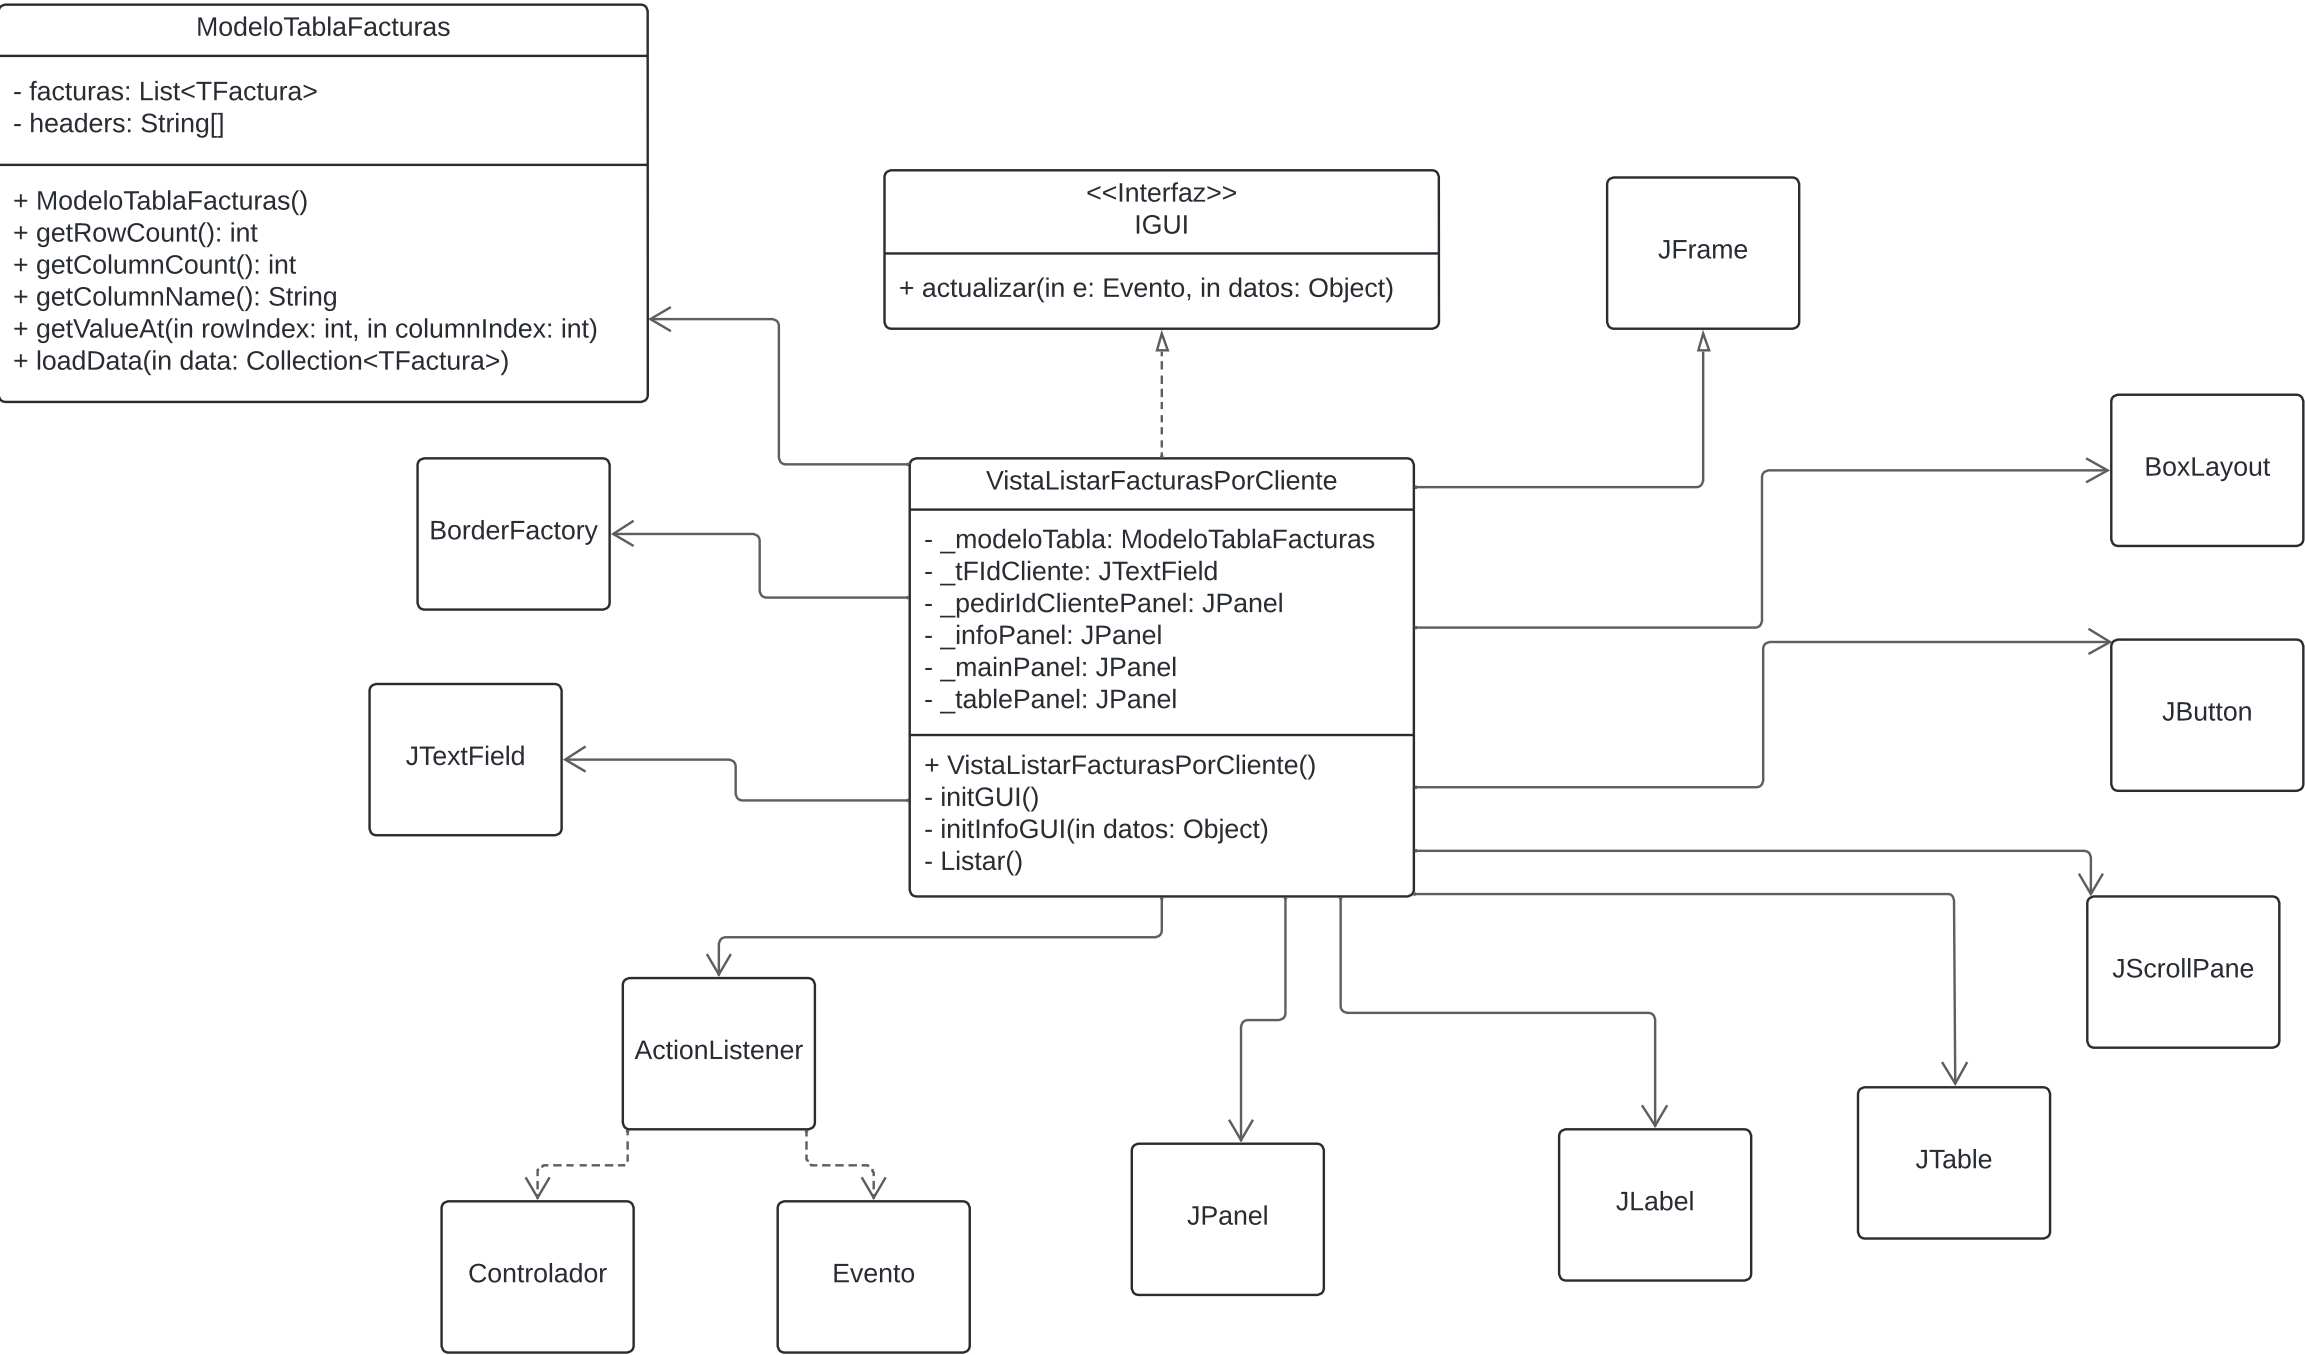 ModeloTablaFacturas
- facturas: List<TFactura>
- headers: String[]
+ ModeloTablaFacturas()
+ getRowCount(): int
+ getColumnCount(): int
+ getColumnName(): String
+ getValueAt(in rowIndex: int, in columnIndex: int)
+ loadData(in data: Collection<TFactura>)
<<Interfaz>>
IGUI
+ actualizar(in e: Evento, in datos: Object)
JFrame
BoxLayout
BorderFactory
VistaListarFacturasPorCliente
- _modeloTabla: ModeloTablaFacturas
- _tFIdCliente: JTextField
- _pedirIdClientePanel: JPanel
- _infoPanel: JPanel
- _mainPanel: JPanel
- _tablePanel: JPanel
+ VistaListarFacturasPorCliente()
- initGUI()
- initInfoGUI(in datos: Object)
- Listar()
JTextField
JButton
JScrollPane
ActionListener
JTable
JLabel
JPanel
Controlador
Evento